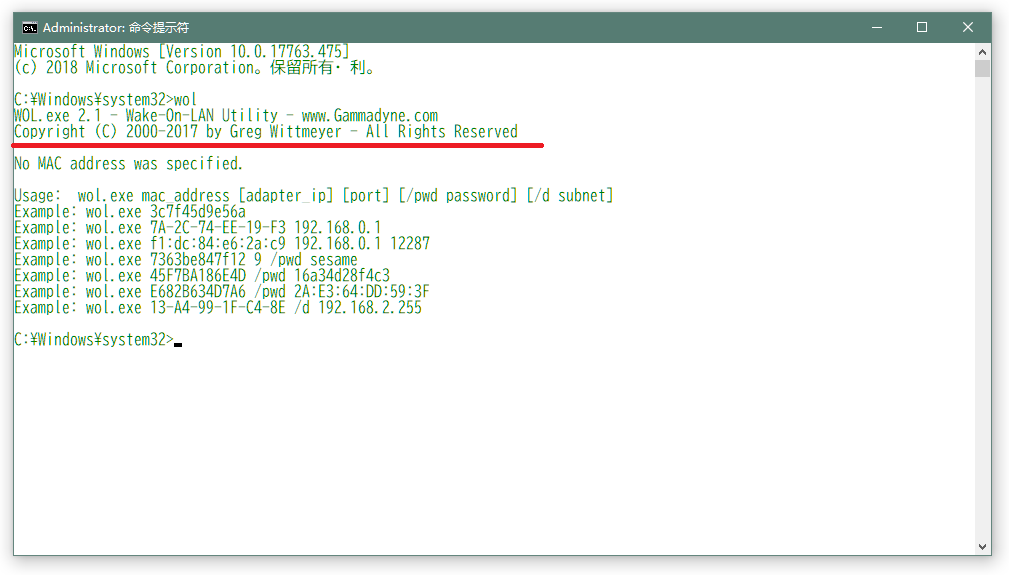 Administrator: 命令提示符
Microsoft Windows [Version 10.0.17763.475]
(c) 2018 Microsoft Corporation。保留所有· 利。
C:¥Windows¥system32>wol
WOL.exe 2.1 - Wake-On-LAN Utility - www.Gammadyne.com
Copyright (C) 2000-2017 by Greg Wittmeyer - All Rights Reserved
No MAC address was specified.
Usage:  wol.exe mac_address [adapter_ip] [port] [/pwd password] [/d subnet]
Example: wol.exe 3c7f45d9e56a
Example: wol.exe 7A-2C-74-EE-19-F3 192.168.0.1
Example: wol.exe f1:dc:84:e6:2a:c9 192.168.0.1 12287
Example: wol.exe 7363be847f12 9 /pwd sesame
Example: wol.exe 45F7BA186E4D /pwd 16a34d28f4c3
Example: wol.exe E682B634D7A6 /pwd 2A:E3:64:DD:59:3F
Example: wol.exe 13-A4-99-1F-C4-8E /d 192.168.2.255
C:¥Windows¥system32>